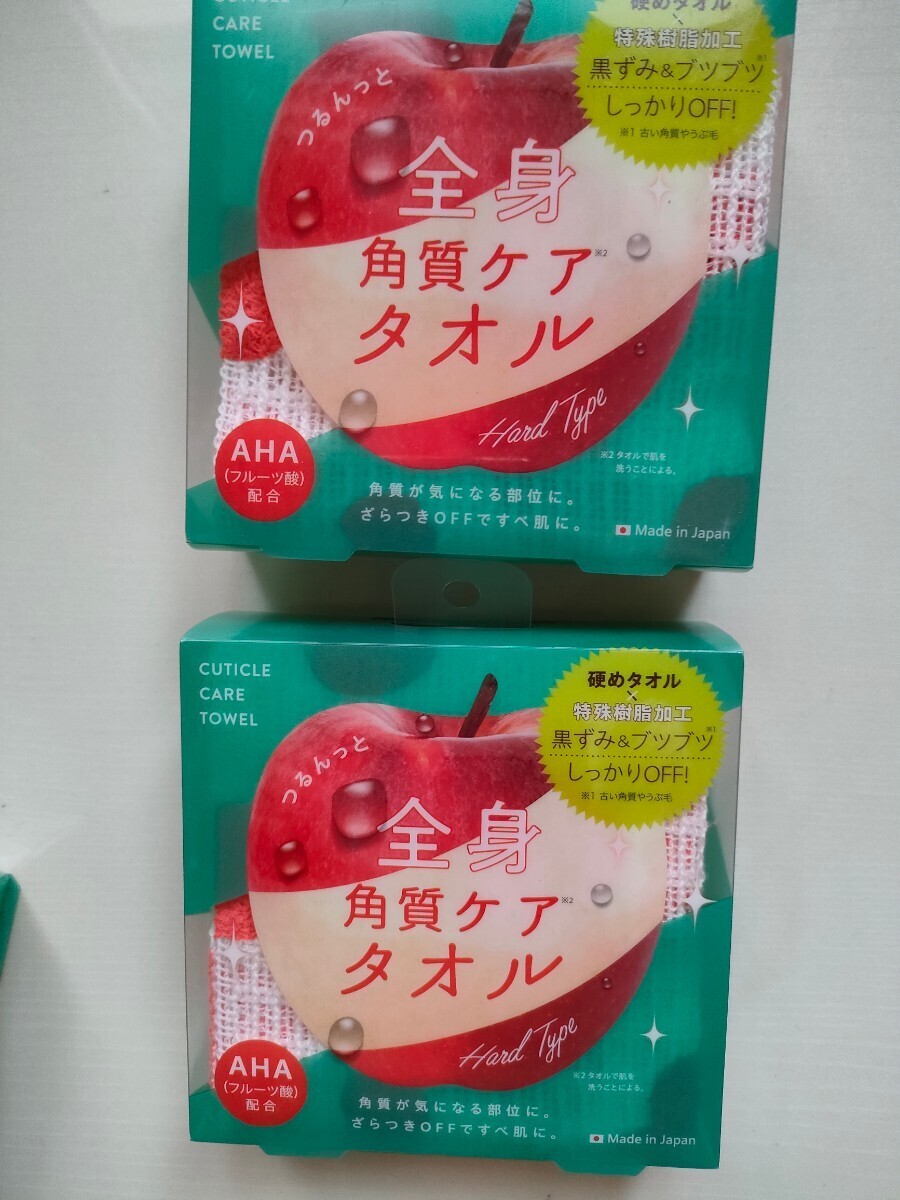 CUTICLE
CARE
TOWEL
硬めタオル
×
特殊樹脂加工
黒ずみ&ブツブツ※1
しっかりOFF!
※1 古い角質やうぶ毛
つるんっと
全身
角質ケア※2
タオル
Hard Type
※2 タオルで肌を
洗うことによる。
AHA
(フルーツ酸)
配合
角質が気になる部位に。
ざらつきOFFですべ肌に。
Made in Japan
CUTICLE
CARE
TOWEL
硬めタオル
×
特殊樹脂加工
黒ずみ&ブツブツ※1
しっかりOFF!
※1 古い角質やうぶ毛
つるんっと
全身
角質ケア※2
タオル
Hard Type
※2 タオルで肌を
洗うことによる。
AHA
(フルーツ酸)
配合
角質が気になる部位に。
ざらつきOFFですべ肌に。
Made in Japan